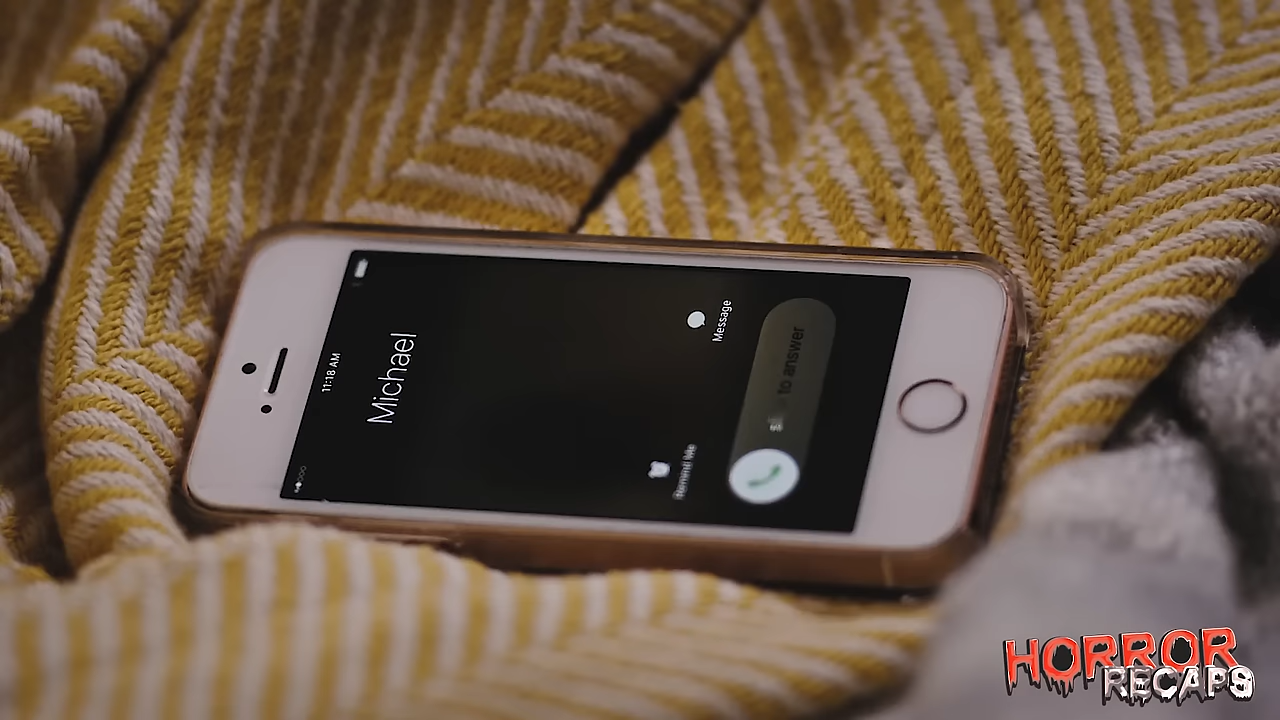 11:18 AM
Michael
Remind Me
Message
to answer
HORROR
RECAPS